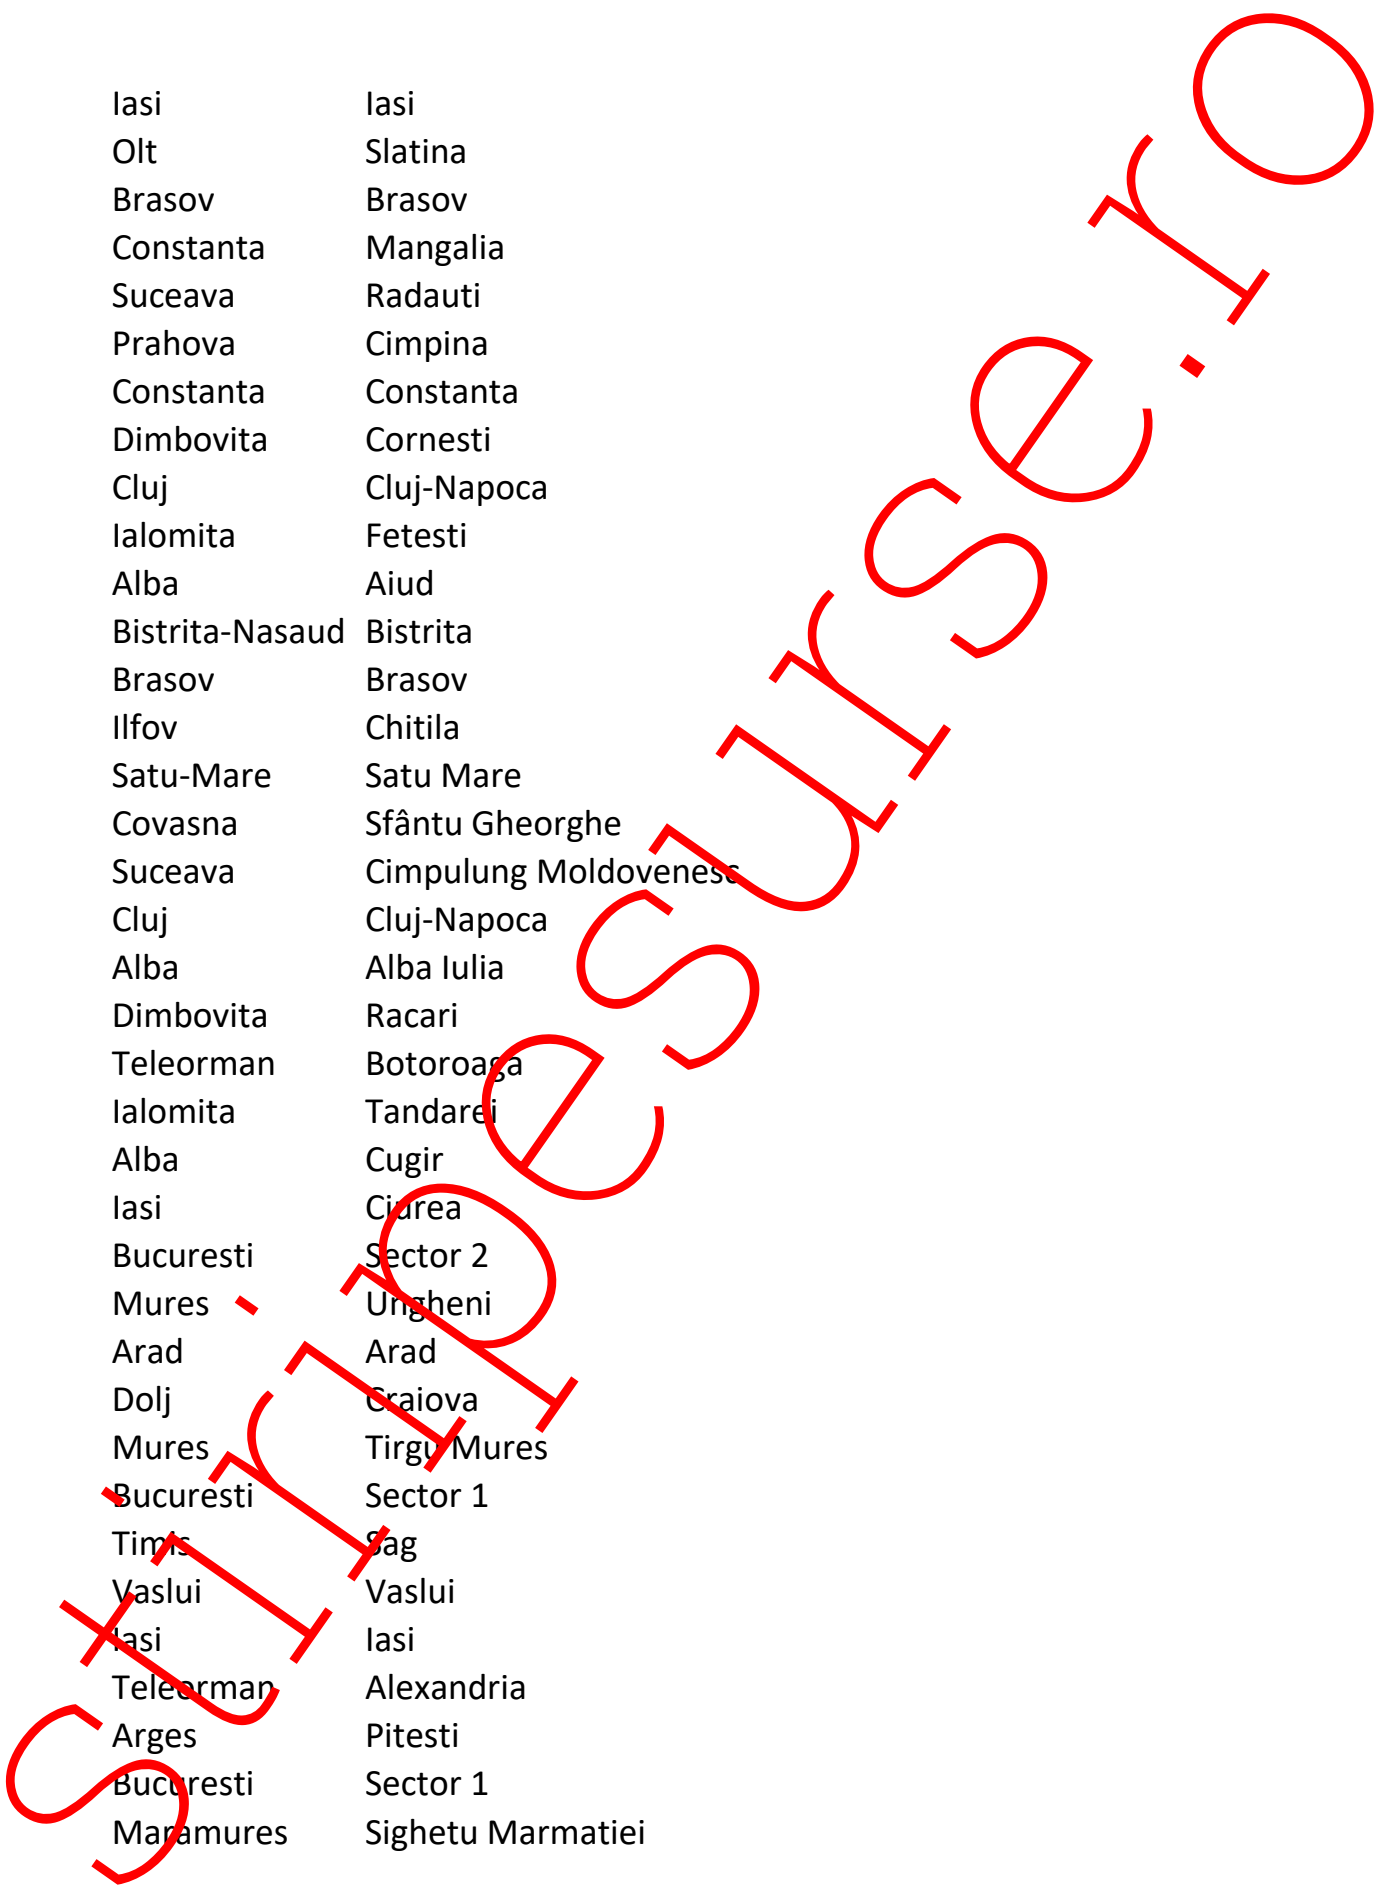 Iasi Iasi
Olt Slatina
Brasov Brasov
Constanta Mangalia
Suceava Radauti
Prahova Cimpina
Constanta Constanta
Dimbovita Cornesti
Cluj Cluj-Napoca
Ialomita Fetesti
Alba Aiud
Bistrita-Nasaud Bistrita
Brasov Brasov
Ilfov Chitila
Satu-Mare Satu Mare
Covasna Sfântu Gheorghe
Suceava Cimpulung Moldovenesc
Cluj Cluj-Napoca
Alba Alba Iulia
Dimbovita Racari
Teleorman Botoroaga
Ialomita Tandarei
Alba Cugir
Iasi Ciurea
Bucuresti Sector 2
Mures Ungheni
Arad Arad
Dolj Craiova
Mures Tirgu Mures
Bucuresti Sector 1
Timis Sag
Vaslui Vaslui
Iasi Iasi
Teleorman Alexandria
Arges Pitesti
Bucuresti Sector 1
Maramures Sighetu Marmatiei
stiripesurse.ro